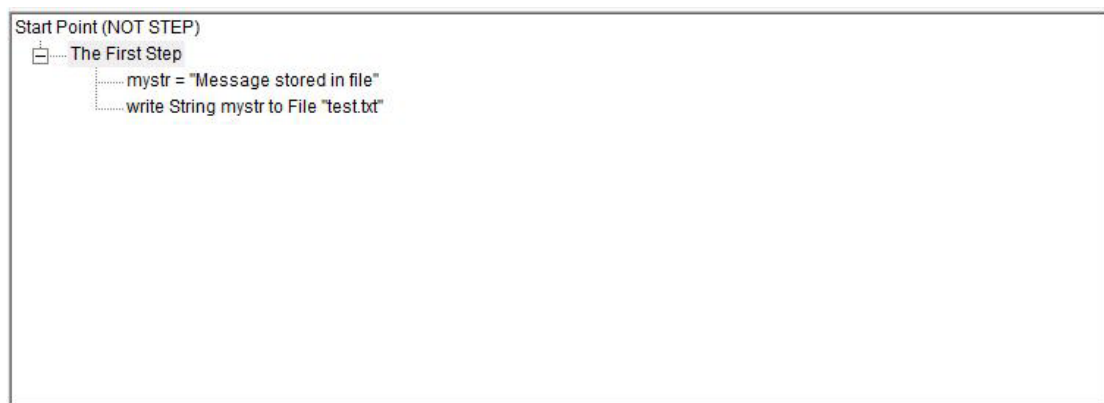 Start Point (NOT STEP)
The First Step
mystr = "Message stored in file"
write String mystr to File "test.txt"